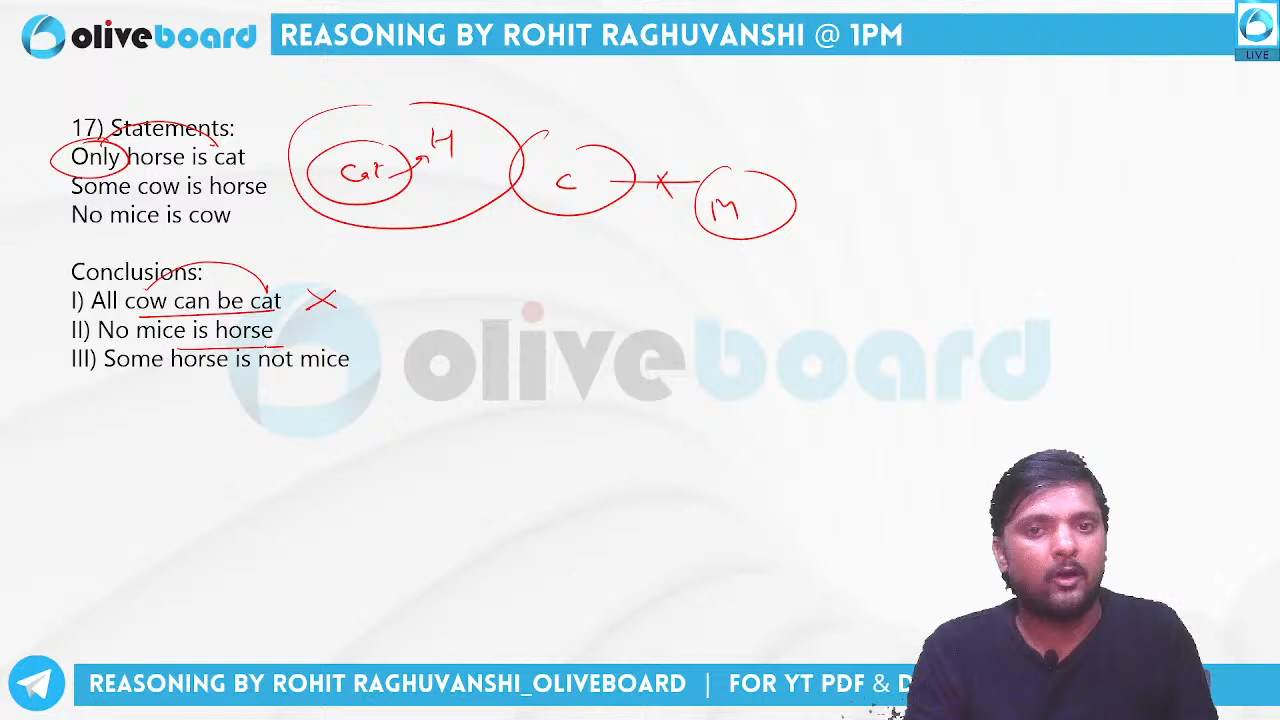 oliveboard
REASONING BY ROHIT RAGHUVANSHI @ 1PM
LIVE
17) Statements:
Only horse is cat
Some cow is horse
No mice is cow
Cat
H
C
M
Conclusions:
I) All cow can be cat
II) No mice is horse
III) Some horse is not mice
oliveboard
REASONING BY ROHIT RAGHUVANSHI_OLIVEBOARD | FOR YT PDF & D